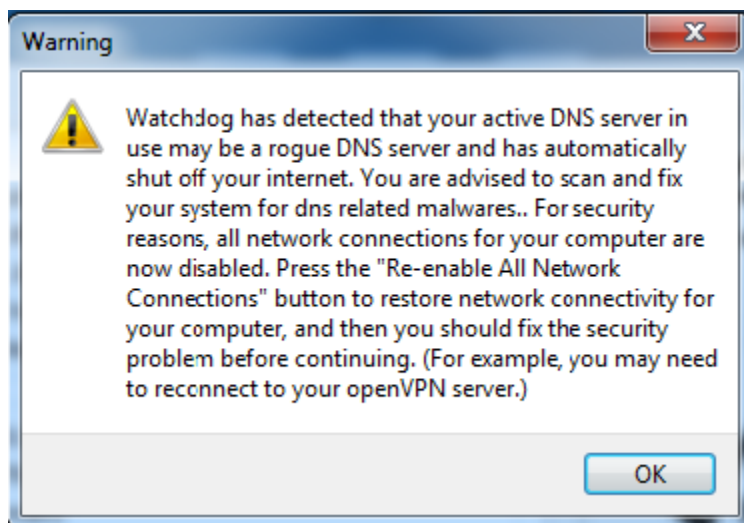 Warning
Watchdog has detected that your active DNS server in
use may be a rogue DNS server and has automatically
shut off your internet. You are advised to scan and fix
your system for dns related malwares.. For security
reasons, all network connections for your computer are
now disabled. Press the "Re-enable All Network
Connections" button to restore network connectivity for
your computer, and then you should fix the security
problem before continuing. (For example, you may need
to reconnect to your openVPN server.)
OK